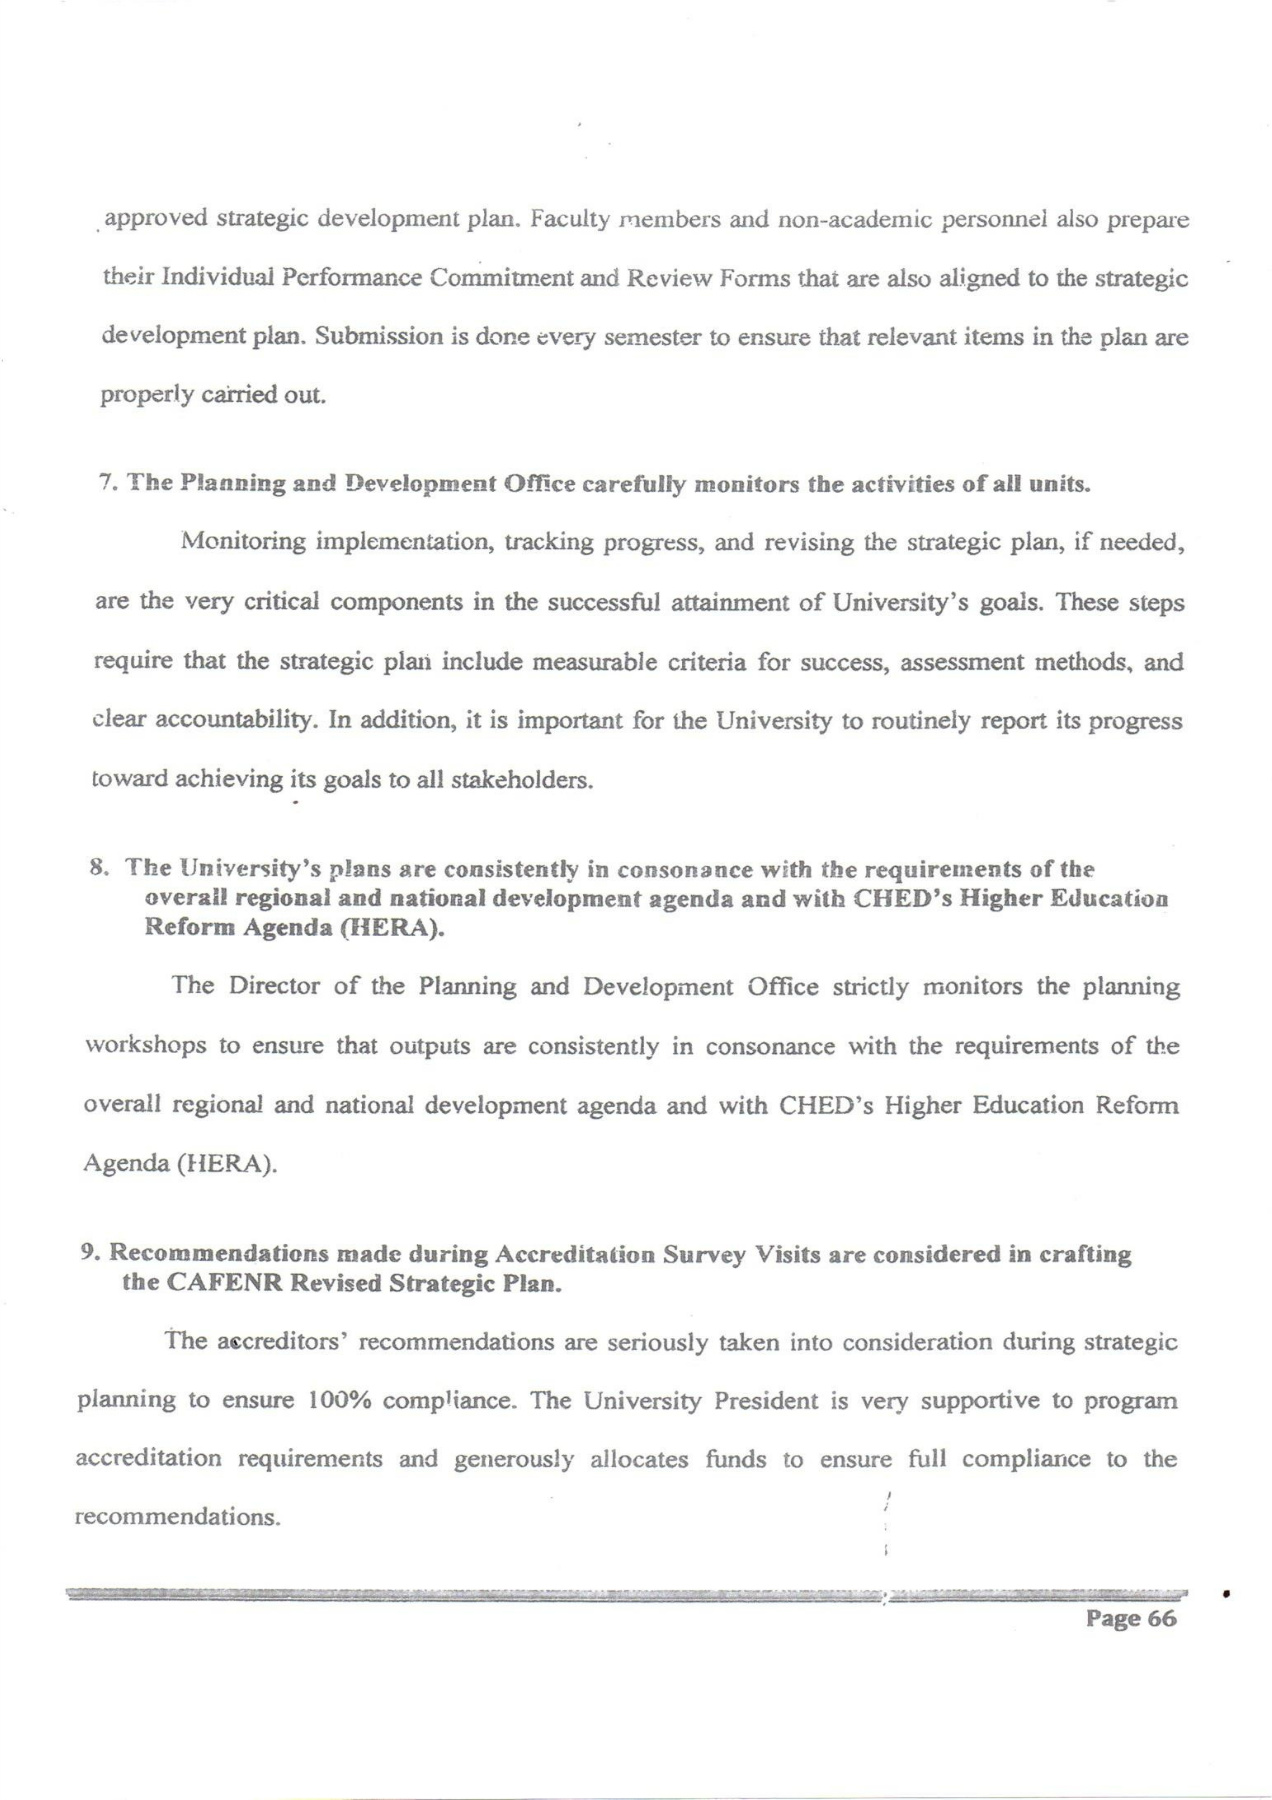 approved strategic development plan. Faculty members and non-academic personnel also prepare
their Individual Performance Commitment and Review Forms that are also aligned to the strategic
development plan. Submission is done every semester to ensure that relevant items in the plan are
properly carried out.
7. The Planning and Development Office carefully monitors the activities of all units.
Monitoring implementation, tracking progress, and revising the strategic plan, if needed,
are the very critical components in the successful attainment of University's goals. These steps
require that the strategic plan include measurable criteria for success, assessment methods, and
clear accountability. In addition, it is important for the University to routinely report its progress
toward achieving its goals to all stakeholders.
8. The University's plans are consistently in consonance with the requirements of the
overall regional and national development agenda and with CHED's Higher Education
Reform Agenda (HERA).
The Director of the Planning and Development Office strictly monitors the planning
workshops to ensure that outputs are consistently in consonance with the requirements of the
overall regional and national development agenda and with CHED's Higher Education Reform
Agenda (HERA).
9. Recommendations made during Accreditation Survey Visits are considered in crafting
the CAFENR Revised Strategic Plan.
The accreditors' recommendations are seriously taken into consideration during strategic
planning to ensure 100% compliance. The University President is very supportive to program
accreditation requirements and generously allocates funds to ensure full compliance to the
recommendations.
Page 66